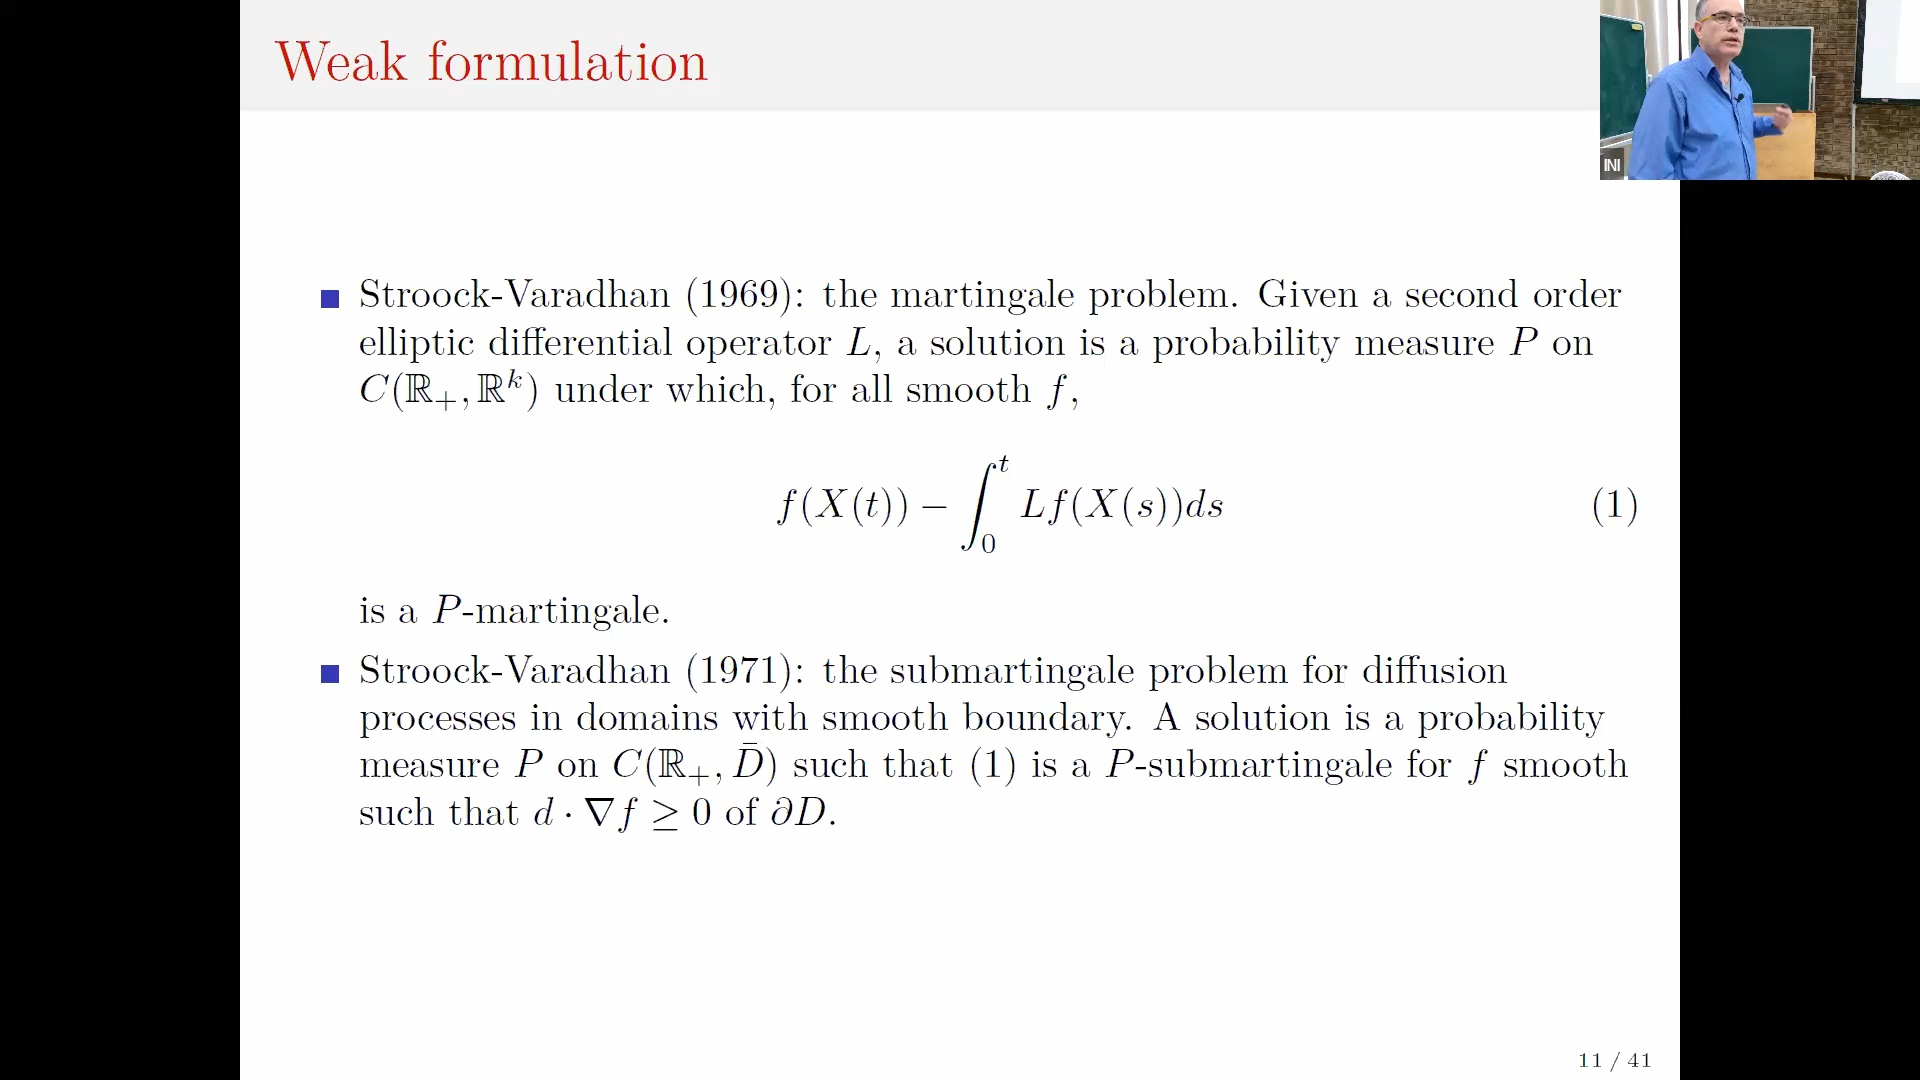 Weak formulation
INI
Stroock-Varadhan (1969): the martingale problem. Given a second order
elliptic differential operator L, a solution is a probability measure P on
C(ℝ₊, ℝᵏ) under which, for all smooth f,
f(X(t)) − ∫₀ᵗ Lf(X(s))ds (1)
is a P-martingale.
Stroock-Varadhan (1971): the submartingale problem for diffusion
processes in domains with smooth boundary. A solution is a probability
measure P on C(ℝ₊, D̄) such that (1) is a P-submartingale for f smooth
such that d · ∇f ≥ 0 of ∂D.
11 / 41